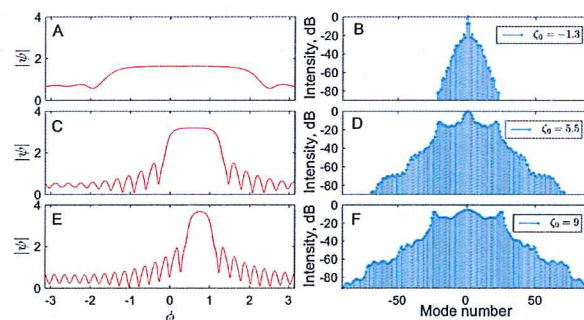 A
|ψ|
4
2
0
B
Intensity, dB
0
-20
-40
-60
-80
ζ₀ = −1.3
C
|ψ|
4
2
0
D
Intensity, dB
0
-20
-40
-60
-80
ζ₀ = 5.5
E
|ψ|
4
2
0
-3 -2 -1 0 1 2 3
ϕ
F
Intensity, dB
0
-20
-40
-60
-80
ζ₀ = 9
-50 0 50
Mode number